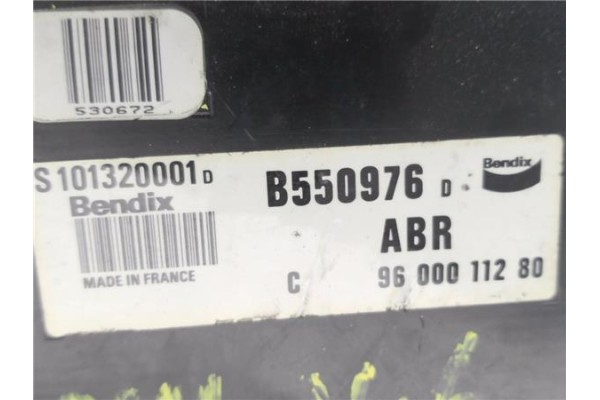 530672
S101320001 D
Bendix
MADE IN FRANCE
B550976 D
Bendix
ABR
C 96 000 112 80